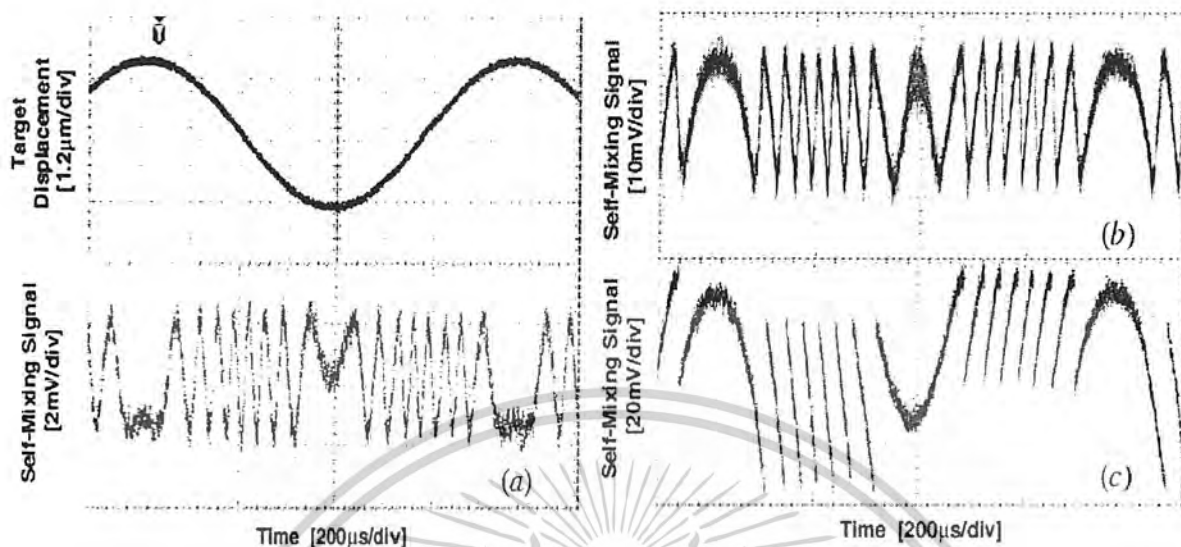 Target
Displacement
[1.2µm/div]
Self-Mixing Signal
[2mV/div]
(a)
Time [200µs/div]
Self-Mixing Signal
[10mV/div]
(b)
Self-Mixing Signal
[20mV/div]
(c)
Time [200µs/div]